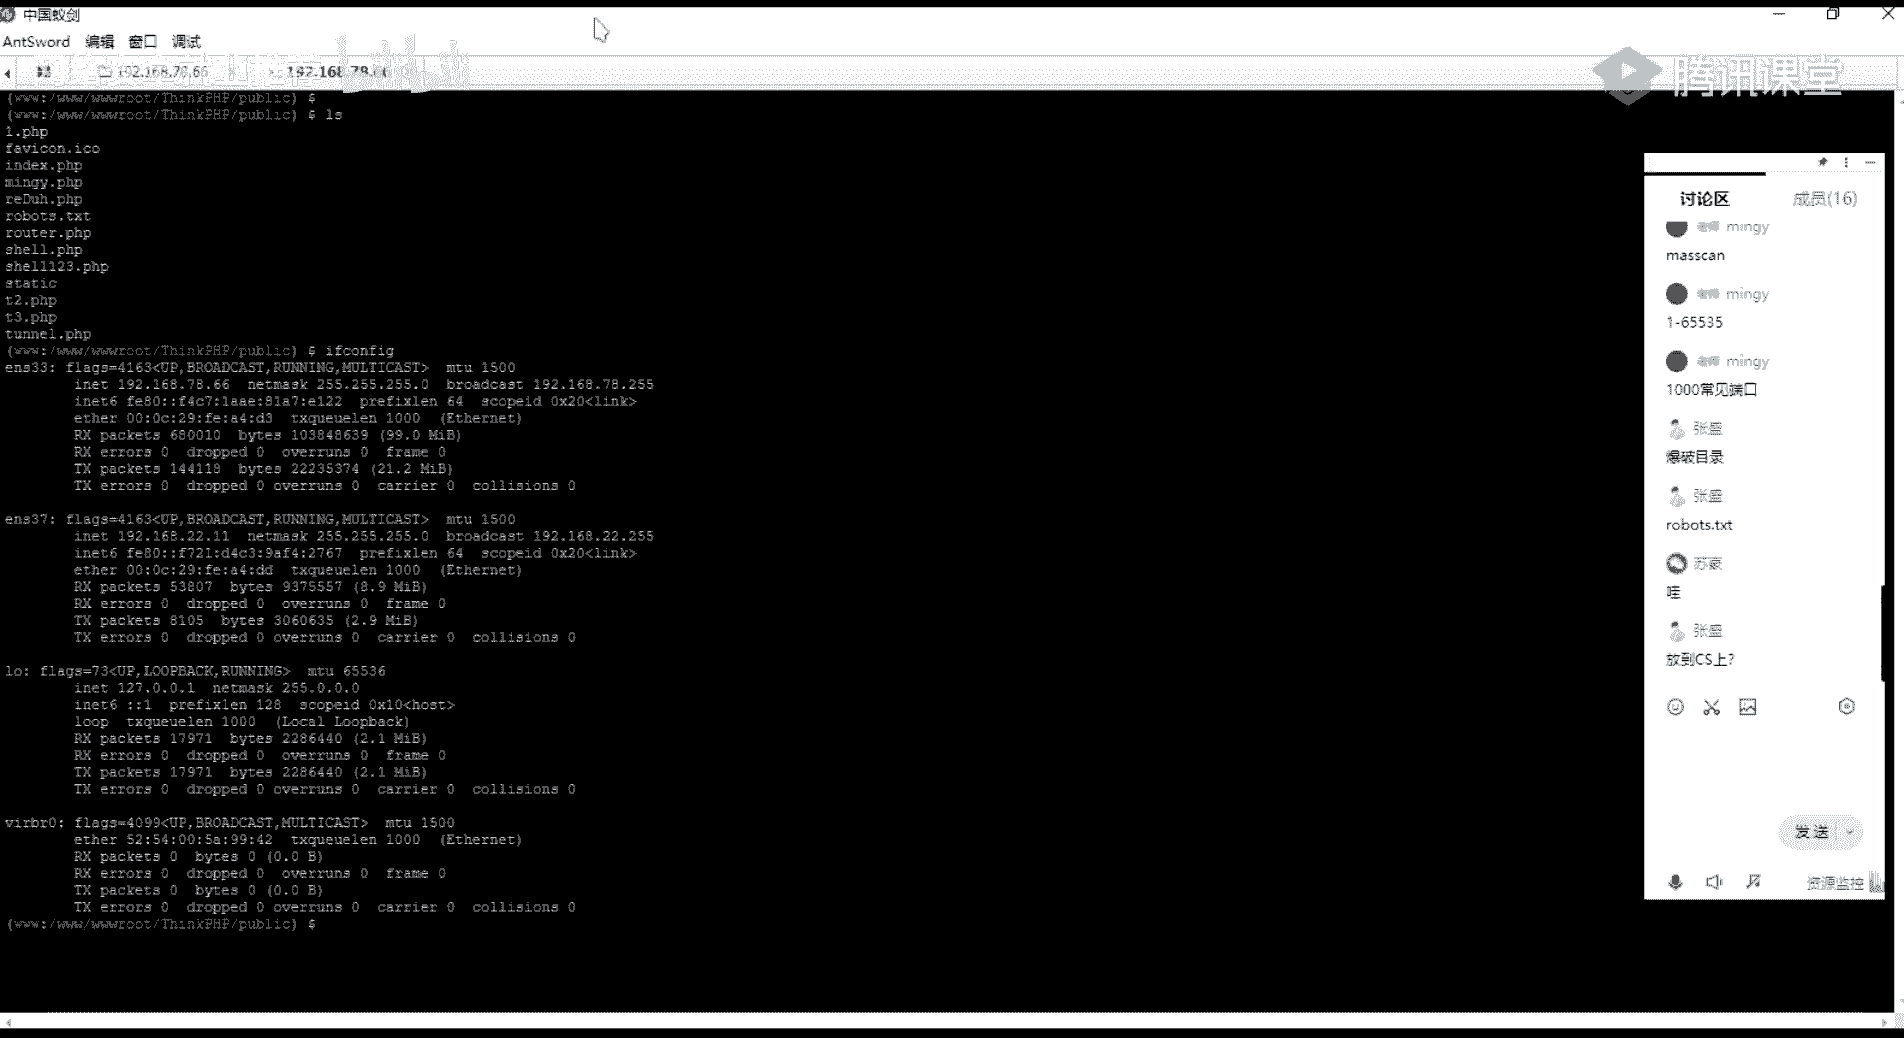 中国蚁剑
AntSword 编辑 窗口 调试
192.168.78.66 192.168.78.66
腾讯课堂
(www:/www/wwwroot/ThinkPHP/public) $
(www:/www/wwwroot/ThinkPHP/public) $ ls
1.php
favicon.ico
index.php
mingy.php
reDuh.php
robots.txt
router.php
shell.php
shell123.php
static
t2.php
t3.php
tunnel.php
(www:/www/wwwroot/ThinkPHP/public) $ ifconfig
ens33: flags=4163<UP,BROADCAST,RUNNING,MULTICAST> mtu 1500
inet 192.168.78.66 netmask 255.255.255.0 broadcast 192.168.78.255
inet6 fe80::f4c7:1aae:81a7:e122 prefixlen 64 scopeid 0x20<link>
ether 00:0c:29:fe:a4:d3 txqueuelen 1000 (Ethernet)
RX packets 680010 bytes 103848639 (99.0 MiB)
RX errors 0 dropped 0 overruns 0 frame 0
TX packets 144118 bytes 22235374 (21.2 MiB)
TX errors 0 dropped 0 overruns 0 carrier 0 collisions 0
ens37: flags=4163<UP,BROADCAST,RUNNING,MULTICAST> mtu 1500
inet 192.168.22.11 netmask 255.255.255.0 broadcast 192.168.22.255
inet6 fe80::f721:d4c3:9af4:2767 prefixlen 64 scopeid 0x20<link>
ether 00:0c:29:fe:a4:dd txqueuelen 1000 (Ethernet)
RX packets 53807 bytes 9375557 (8.9 MiB)
RX errors 0 dropped 0 overruns 0 frame 0
TX packets 8105 bytes 3060635 (2.9 MiB)
TX errors 0 dropped 0 overruns 0 carrier 0 collisions 0
lo: flags=73<UP,LOOPBACK,RUNNING> mtu 65536
inet 127.0.0.1 netmask 255.0.0.0
inet6 ::1 prefixlen 128 scopeid 0x10<host>
loop txqueuelen 1000 (Local Loopback)
RX packets 17971 bytes 2286440 (2.1 MiB)
RX errors 0 dropped 0 overruns 0 frame 0
TX packets 17971 bytes 2286440 (2.1 MiB)
TX errors 0 dropped 0 overruns 0 carrier 0 collisions 0
virbr0: flags=4099<UP,BROADCAST,MULTICAST> mtu 1500
ether 52:54:00:5a:99:42 txqueuelen 1000 (Ethernet)
RX packets 0 bytes 0 (0.0 B)
RX errors 0 dropped 0 overruns 0 frame 0
TX packets 0 bytes 0 (0.0 B)
TX errors 0 dropped 0 overruns 0 carrier 0 collisions 0
(www:/www/wwwroot/ThinkPHP/public) $
讨论区 成员(16)
老师 mingy
masscan
老师 mingy
1-65535
老师 mingy
1000常见端口
张盛
爆破目录
张盛
robots.txt
苏豪
哇
张盛
放到CS上?
发送
资源监控